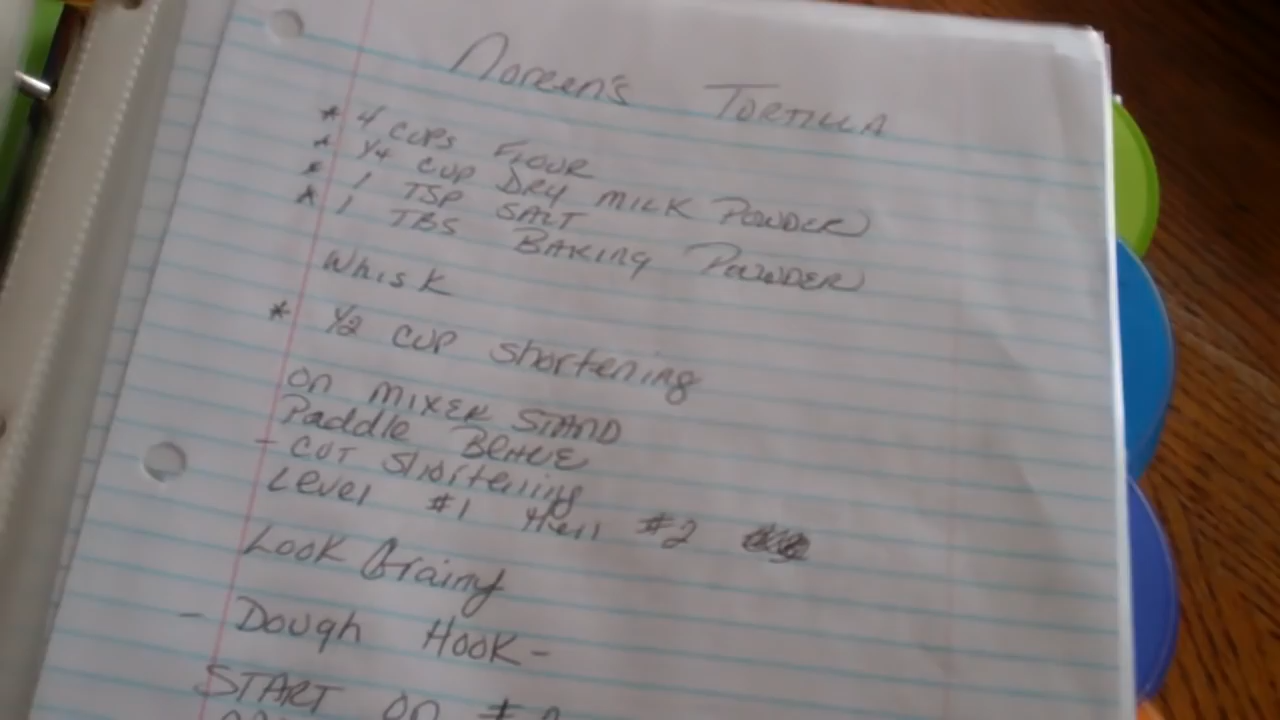 Noreen's TORTILLA
* 4 CUPS FLOUR
* 1/4 CUP DRY MILK POWDER
* 1 TSP SALT
* 1 TBS BAKING POWDER
Whisk
* 1/2 CUP shortening
ON MIXER STAND
Paddle
- CUT shortening
Level #1 then #2
Look Grainy
- Dough Hook -
START ON